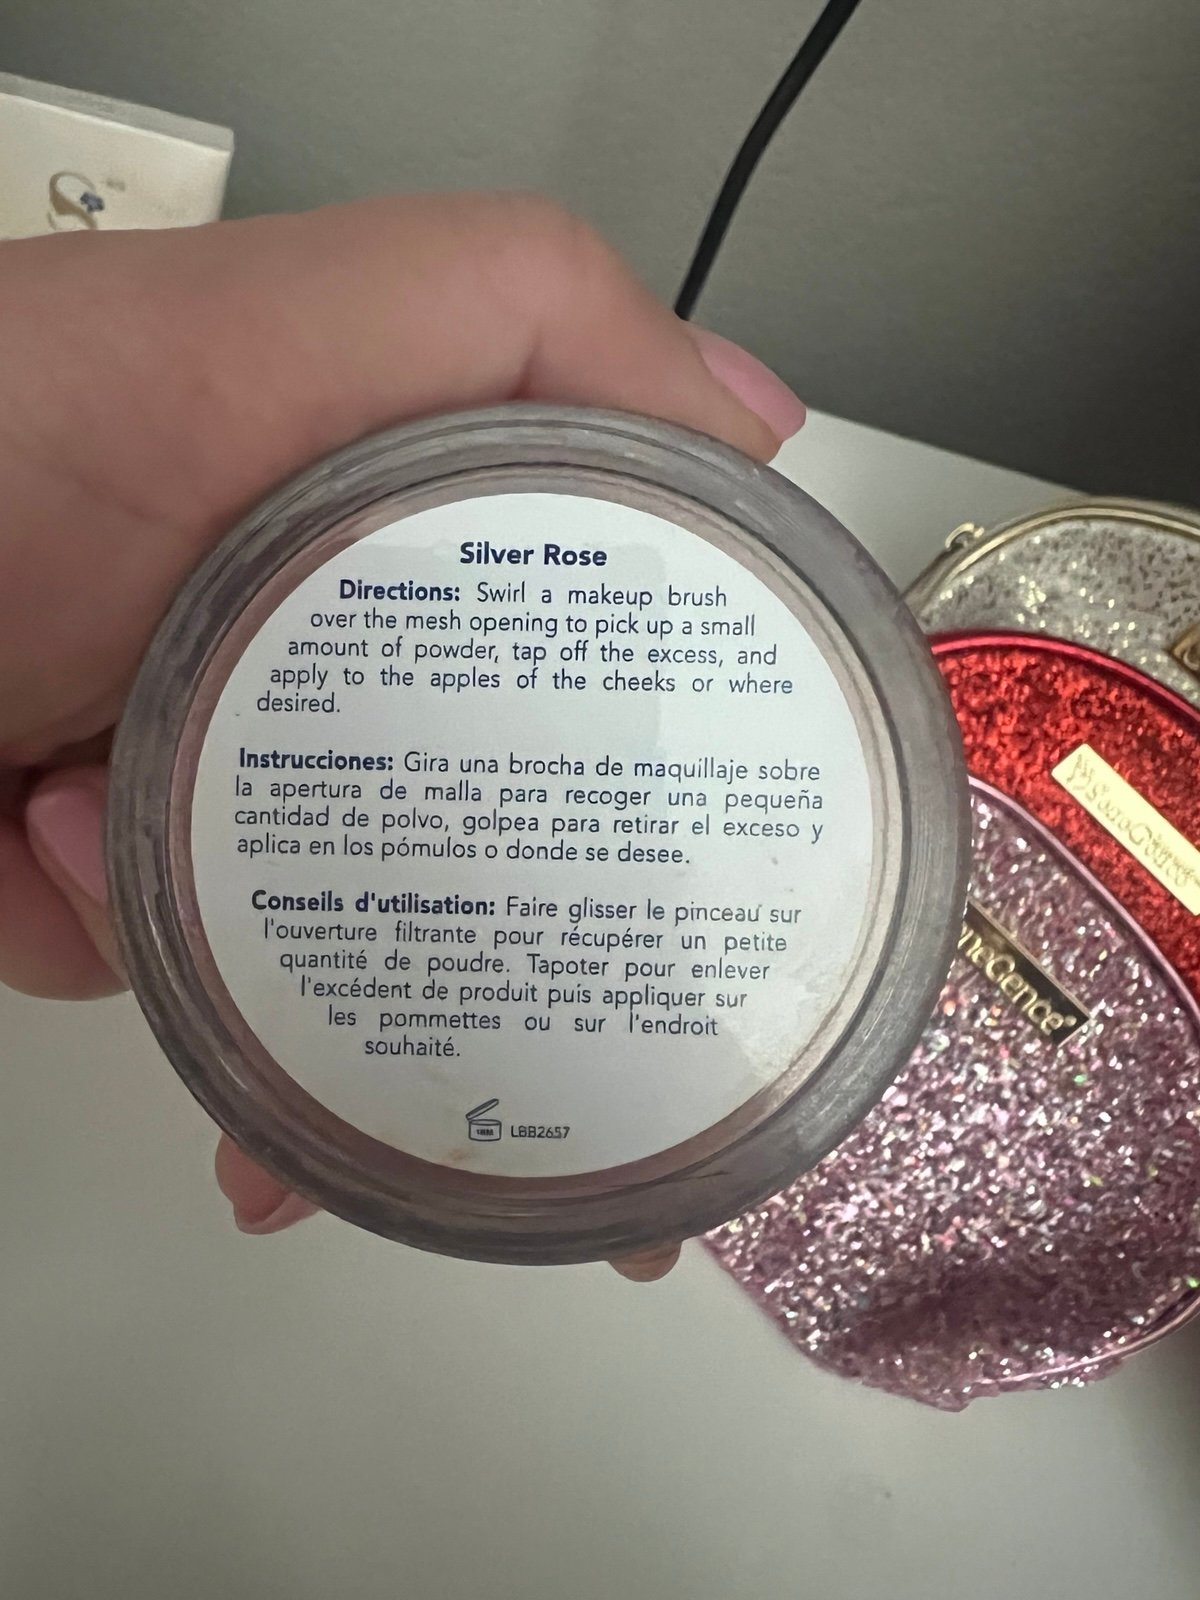 Silver Rose
Directions: Swirl a makeup brush
over the mesh opening to pick up a small
amount of powder, tap off the excess, and
apply to the apples of the cheeks or where
desired.
Instrucciones: Gira una brocha de maquillaje sobre
la apertura de malla para recoger una pequeña
cantidad de polvo, golpea para retirar el exceso y
aplica en los pómulos o donde se desee.
Conseils d'utilisation: Faire glisser le pinceau sur
l'ouverture filtrante pour récupérer un petite
quantité de poudre. Tapoter pour enlever
l'excédent de produit puis appliquer sur
les pommettes ou sur l'endroit
souhaité.
LBB2657